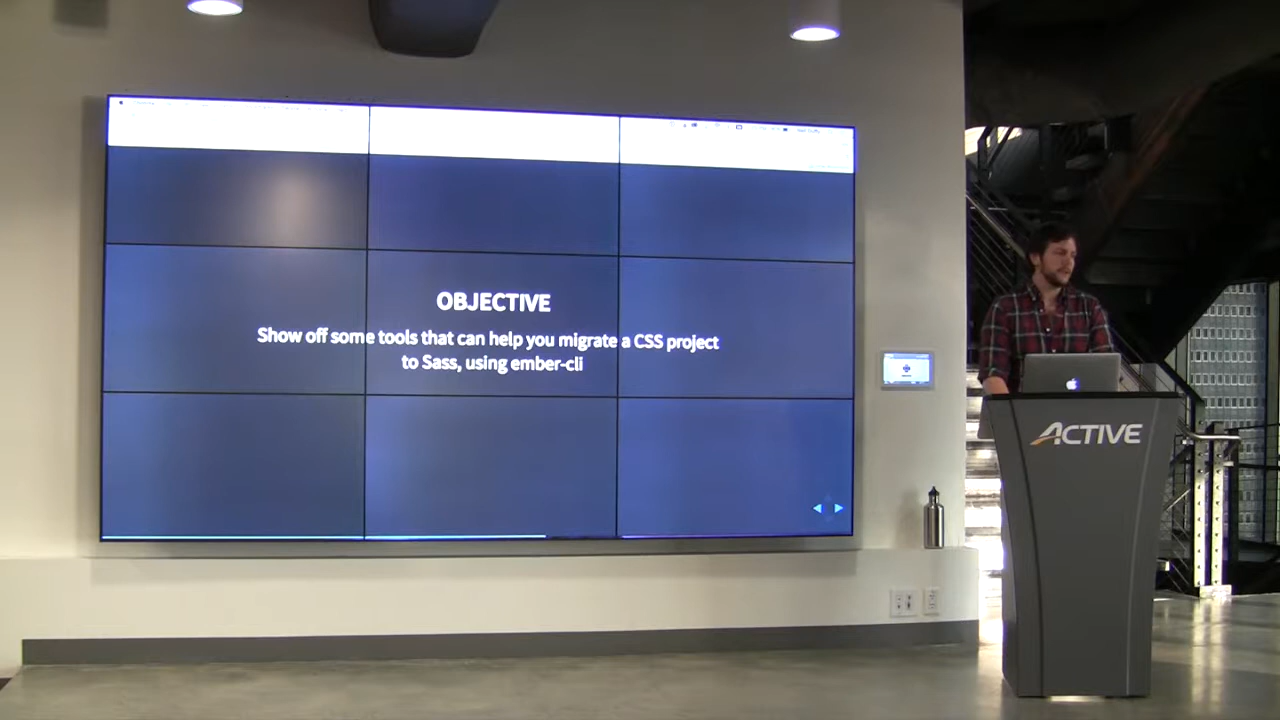 OBJECTIVE
Show off some tools that can help you migrate a CSS project
to Sass, using ember-cli
ACTIVE